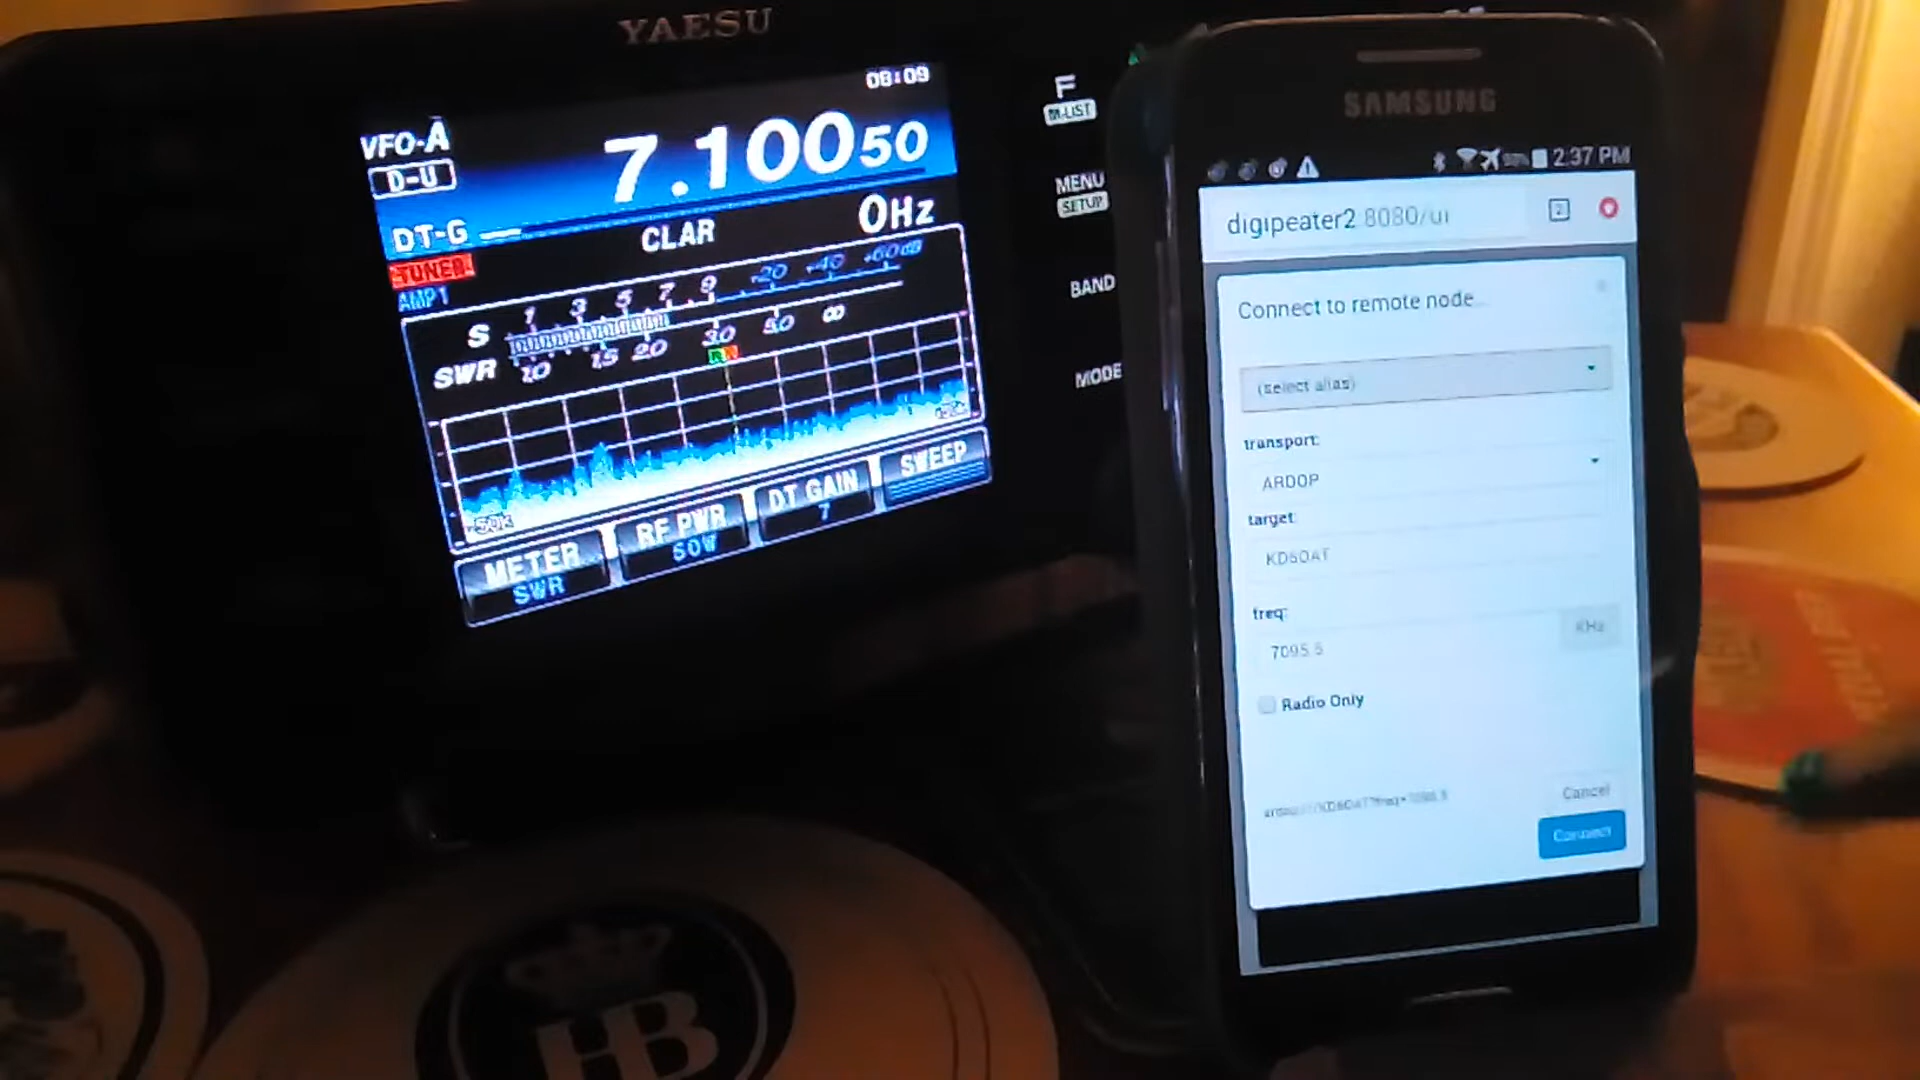 YAESU
08:09
VFO-A
7.10050
D-U
DT-G
CLAR
0Hz
TUNER
AMP1
S 1 3 5 7 9 +20 +40 +60dB
SWR 1.0 1.5 2.0 3.0 5.0 ∞
METER
SWR
RF PWR
50W
DT GAIN
7
SWEEP
F
M-LIST
MENU
SETUP
BAND
MODE
SAMSUNG
2:37 PM
digipeater2:8080/ui
2
Connect to remote node...
(select alias)
transport:
ARDOP
target:
KD6OAT
freq:
7095.5
KHz
Radio Only
Cancel
Connect
HB